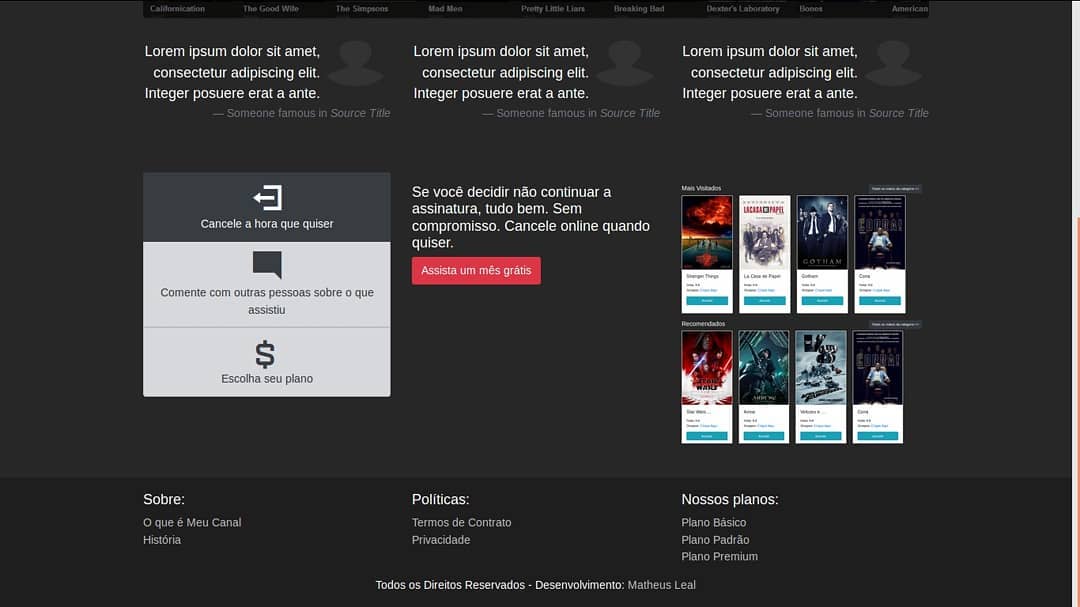 Californication The Good Wife The Simpsons Mad Men Pretty Little Liars Breaking Bad Dexter's Laboratory Bones American
Lorem ipsum dolor sit amet,
consectetur adipiscing elit.
Integer posuere erat a ante.
— Someone famous in Source Title
Lorem ipsum dolor sit amet,
consectetur adipiscing elit.
Integer posuere erat a ante.
— Someone famous in Source Title
Lorem ipsum dolor sit amet,
consectetur adipiscing elit.
Integer posuere erat a ante.
— Someone famous in Source Title
Cancele a hora que quiser
Comente com outras pessoas sobre o que
assistiu
Escolha seu plano
Se você decidir não continuar a
assinatura, tudo bem. Sem
compromisso. Cancele online quando
quiser.
Assista um mês grátis
Mais Visitados
LA CASA DE PAPEL
GOTHAM
Stranger Things La Casa de Papel Gotham
Recomendados
STAR WARS
Star Wars ...
Sobre:
O que é Meu Canal
História
Políticas:
Termos de Contrato
Privacidade
Nossos planos:
Plano Básico
Plano Padrão
Plano Premium
Todos os Direitos Reservados - Desenvolvimento: Matheus Leal